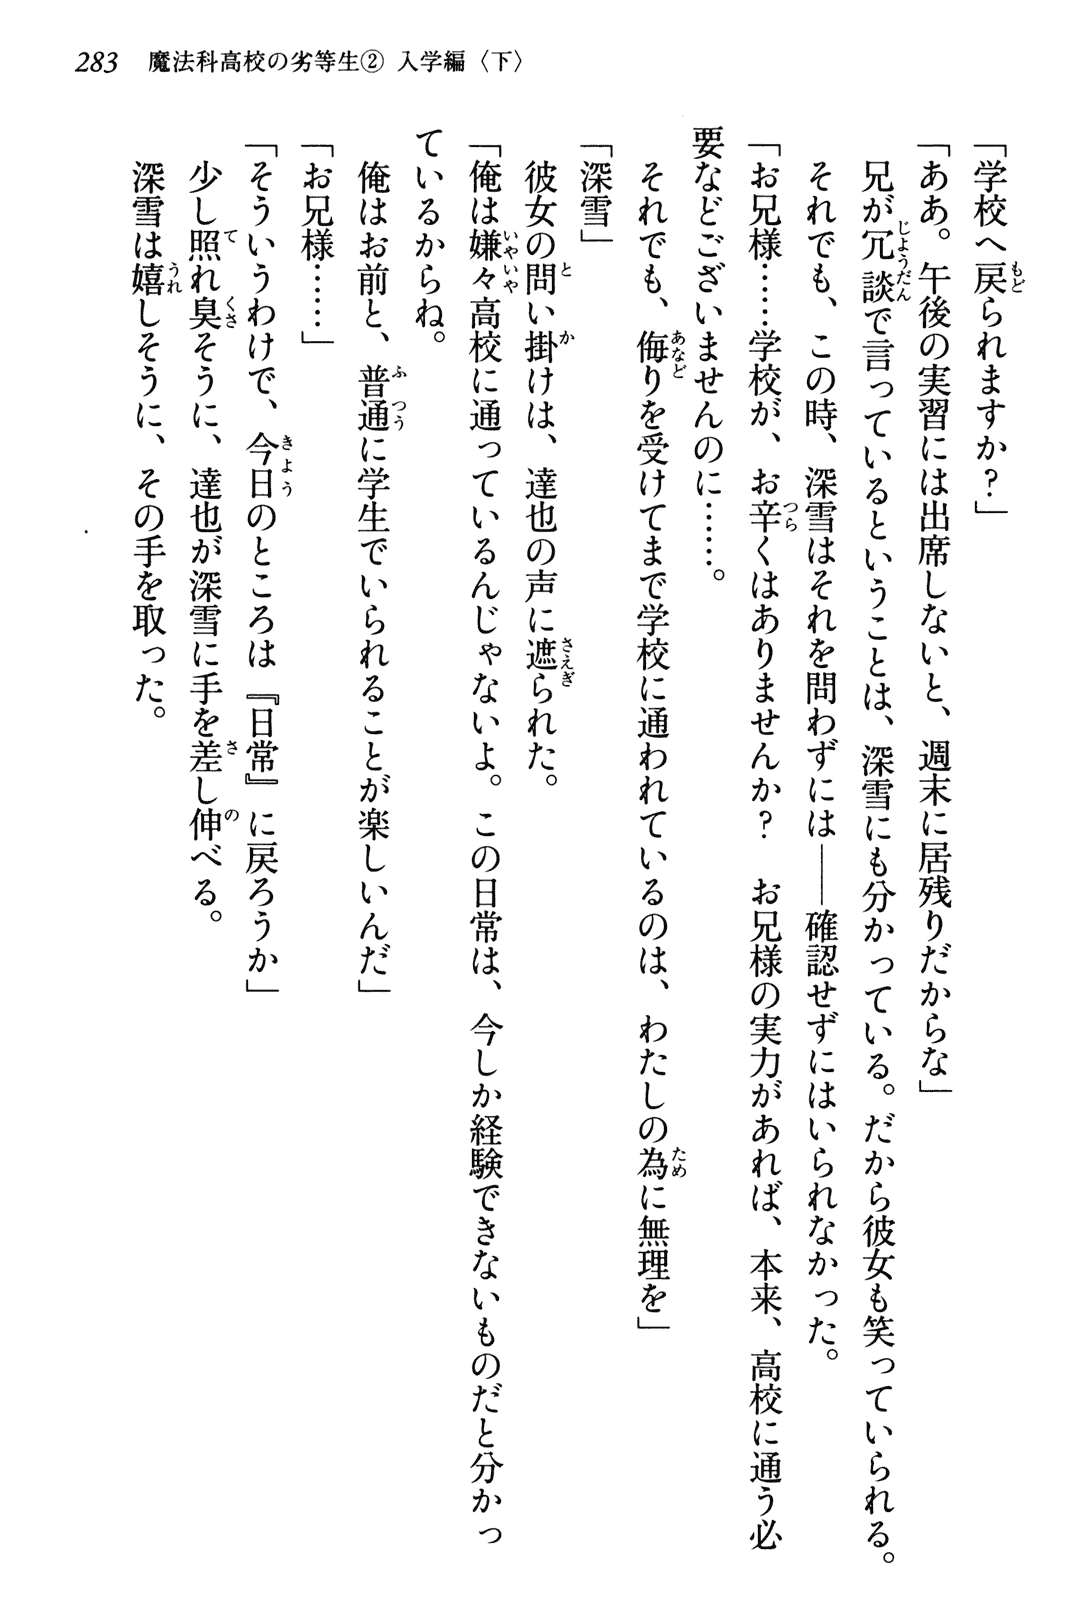 283　魔法科高校の劣等生② 入学編〈下〉
「学校へ戻られますか？」
「ああ。午後の実習には出席しないと、週末に居残りだからな」
　兄が冗談で言っているということは、深雪にも分かっている。だから彼女も笑っていられる。
　それでも、この時、深雪はそれを問わずには――確認せずにはいられなかった。
「お兄様……学校が、お辛くはありませんか？　お兄様の実力があれば、本来、高校に通う必
要などございませんのに……。
　それでも、侮りを受けてまで学校に通われているのは、わたしの為に無理を」
「深雪」
　彼女の問い掛けは、達也の声に遮られた。
「俺は嫌々高校に通っているんじゃないよ。この日常は、今しか経験できないものだと分かっ
ているからね。
　俺はお前と、普通に学生でいられることが楽しいんだ」
「お兄様……」
「そういうわけで、今日のところは『日常』に戻ろうか」
　少し照れ臭そうに、達也が深雪に手を差し伸べる。
　深雪は嬉しそうに、その手を取った。